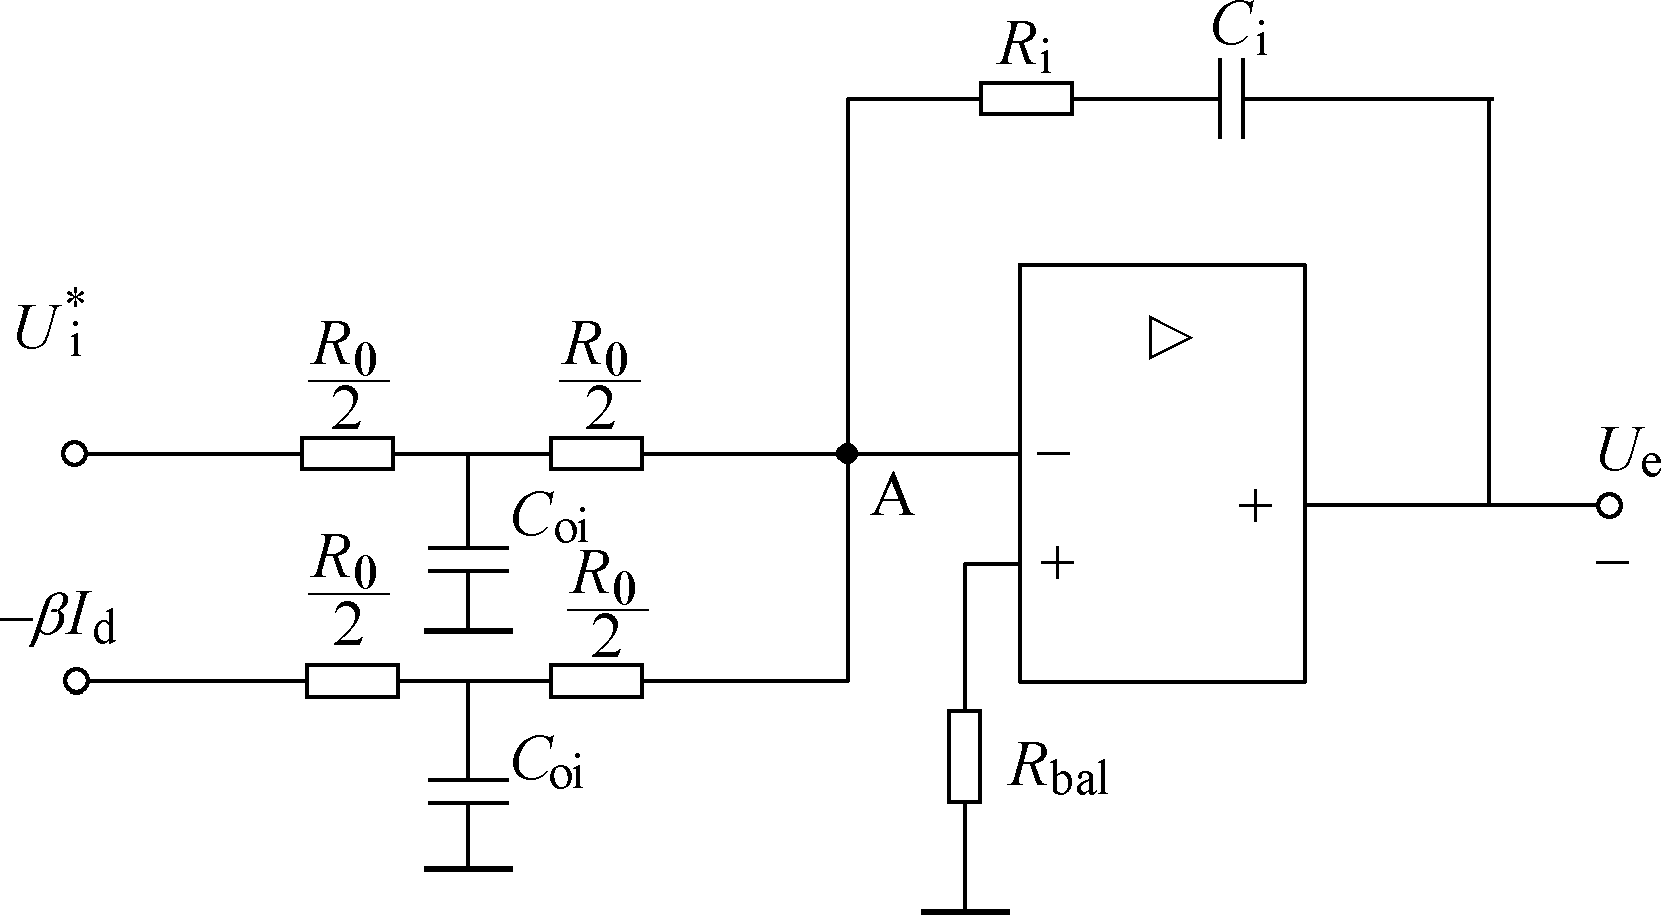 Rᵢ
Cᵢ
U*ᵢ
R₀/2
R₀/2
−
A
+
Uₑ
−
Cₒᵢ
R₀/2
R₀/2
+
−βI_d
R_bal
Cₒᵢ